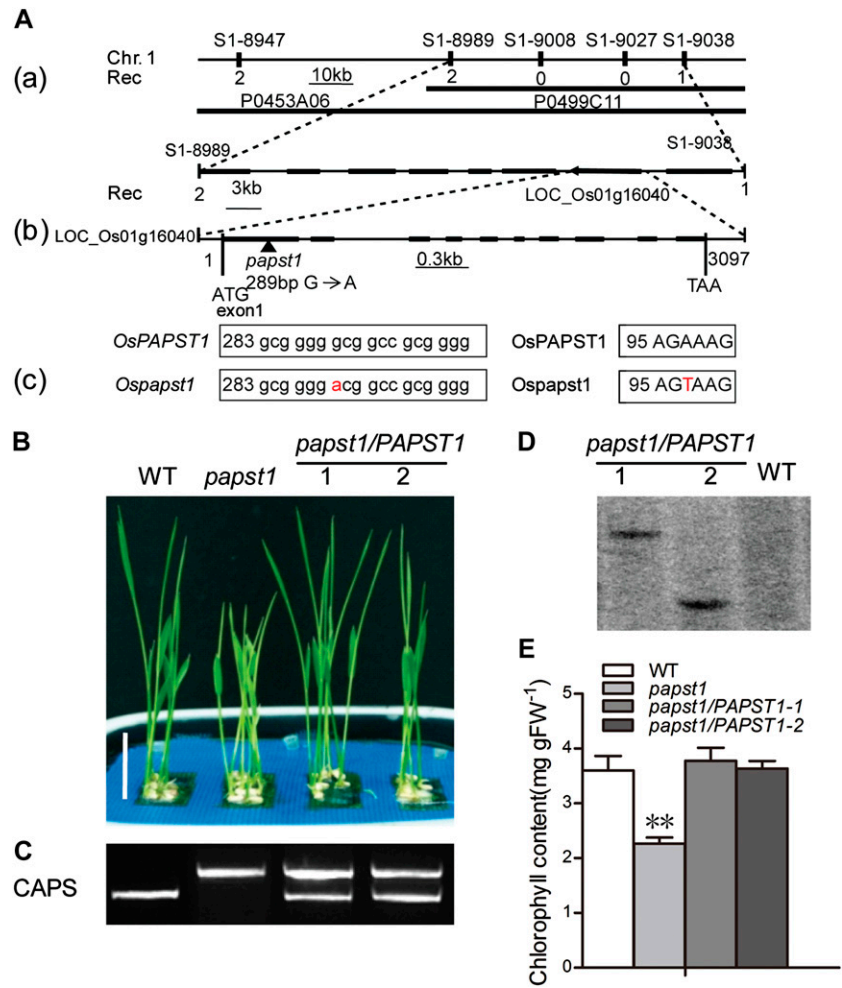 A
S1-8947 S1-8989 S1-9008 S1-9027 S1-9038
Chr. 1
(a) Rec 2 10kb 2 0 0 1
P0453A06 P0499C11
S1-8989 S1-9038
Rec 2 3kb LOC_Os01g16040 1
(b) LOC_Os01g16040
1 papst1 0.3kb 3097
289bp G → A
ATG TAA
exon1
OsPAPST1 283 gcg ggg gcg gcc gcg ggg OsPAPST1 95 AGAAAG
(c) Ospapst1 283 gcg ggg acg gcc gcg ggg Ospapst1 95 AGTAAG
B
WT papst1 papst1/PAPST1
1 2
C
CAPS
D
papst1/PAPST1
1 2 WT
E
WT
papst1
papst1/PAPST1-1
papst1/PAPST1-2
Chlorophyll content(mg gFW-1)
5
4
3
2
1
0
**